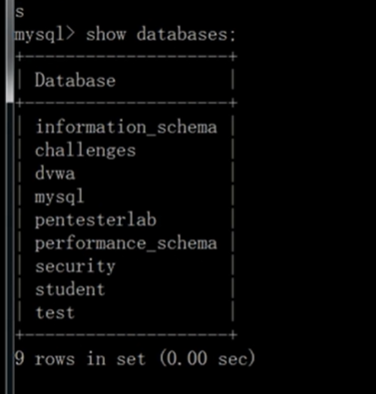 s
mysql> show databases;
+--------------------+
| Database           |
+--------------------+
| information_schema |
| challenges         |
| dvwa               |
| mysql              |
| pentesterlab       |
| performance_schema |
| security           |
| student            |
| test               |
+--------------------+
9 rows in set (0.00 sec)